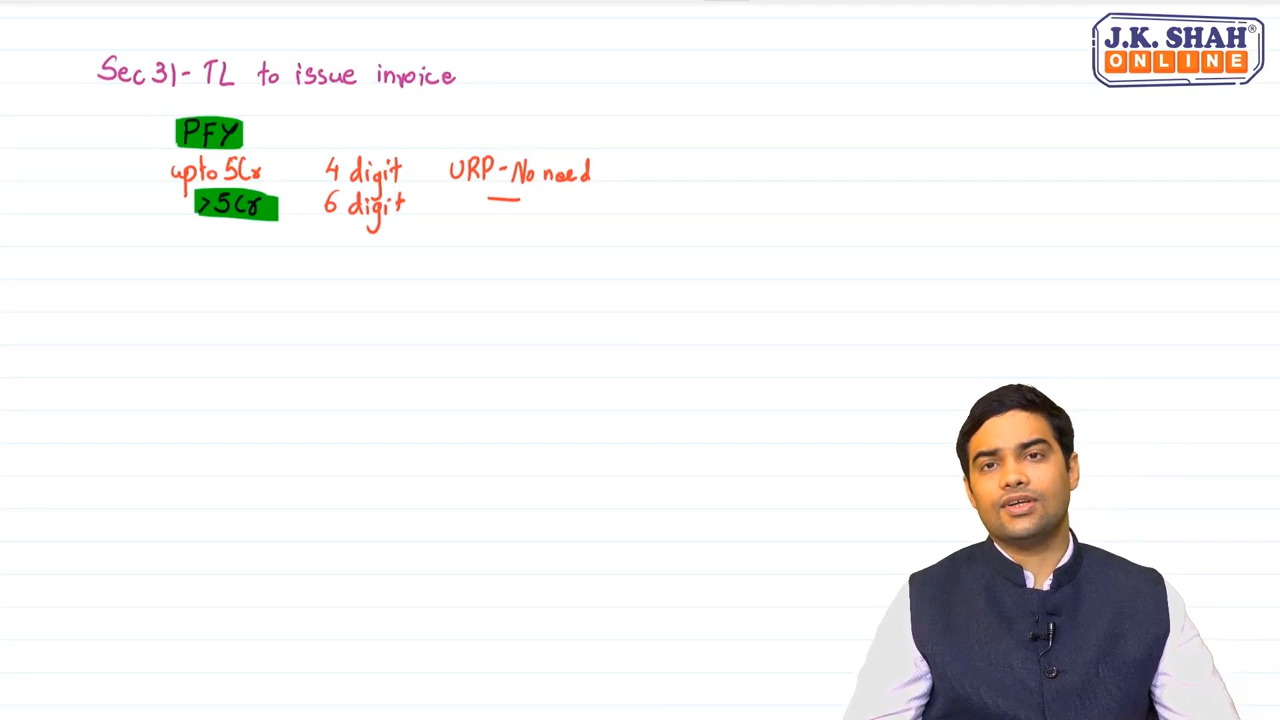 J.K. SHAH®
ONLINE
Sec 31 - TL to issue invoice
PFY
upto 5Cr 4 digit URP - No need
>5Cr 6 digit —